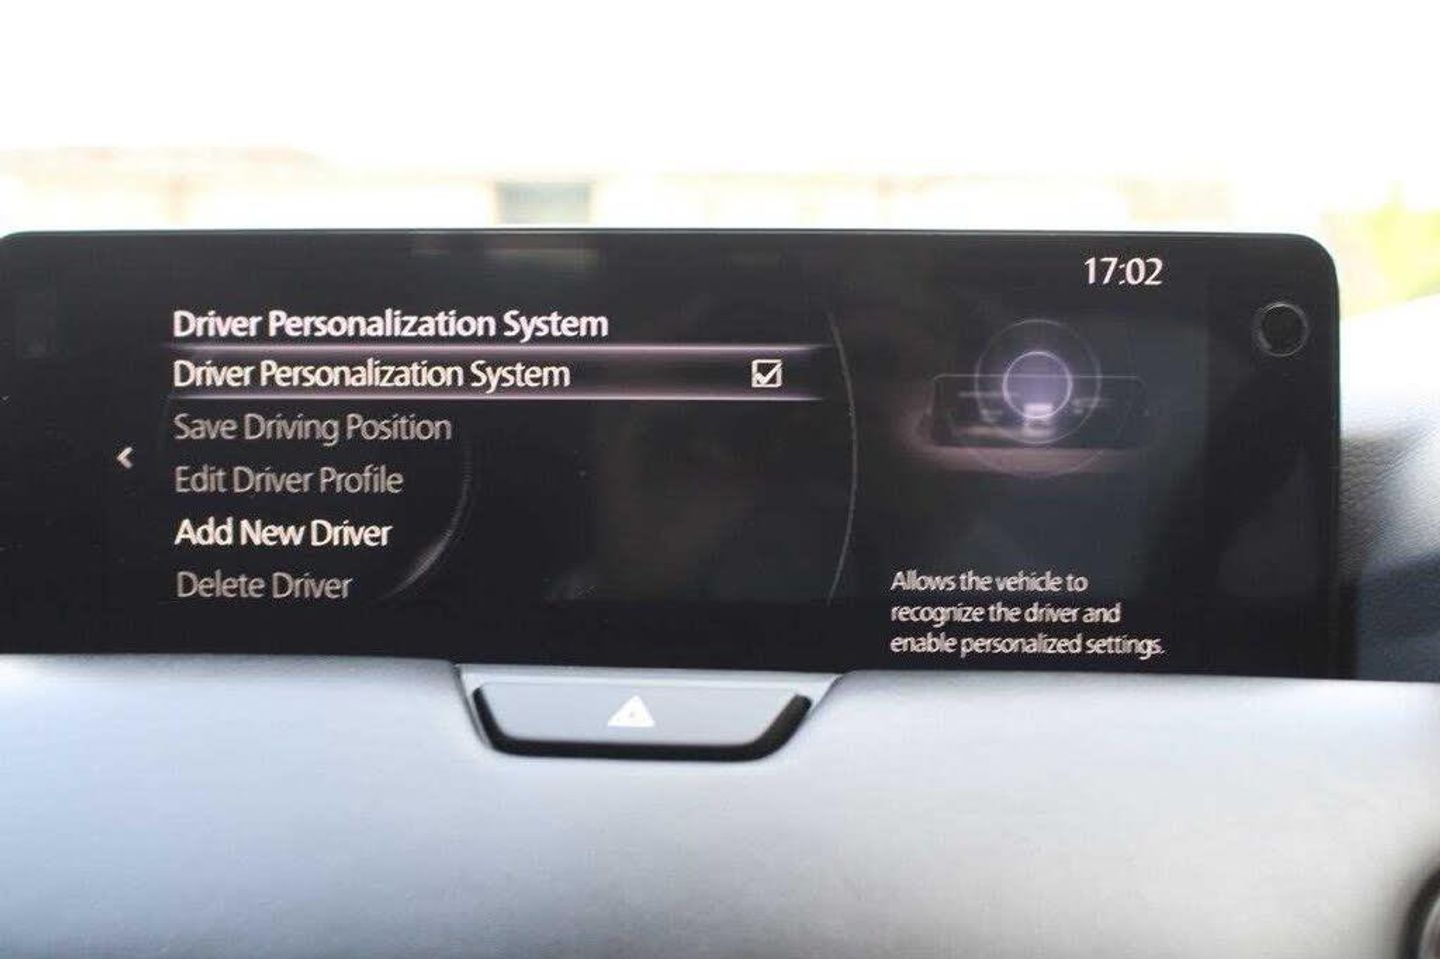 17:02
Driver Personalization System
Driver Personalization System
Save Driving Position
Edit Driver Profile
Add New Driver
Delete Driver
Allows the vehicle to
recognize the driver and
enable personalized settings.